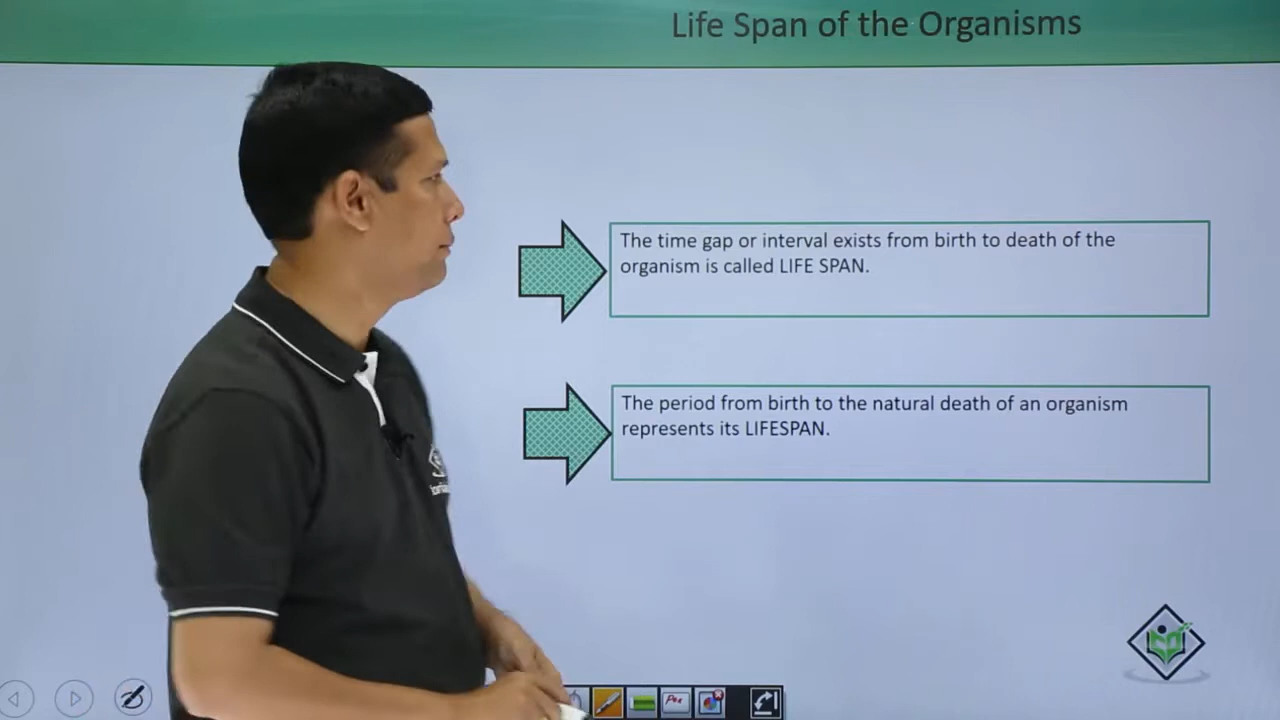 Life Span of the Organisms
The time gap or interval exists from birth to death of the
organism is called LIFE SPAN.
The period from birth to the natural death of an organism
represents its LIFESPAN.